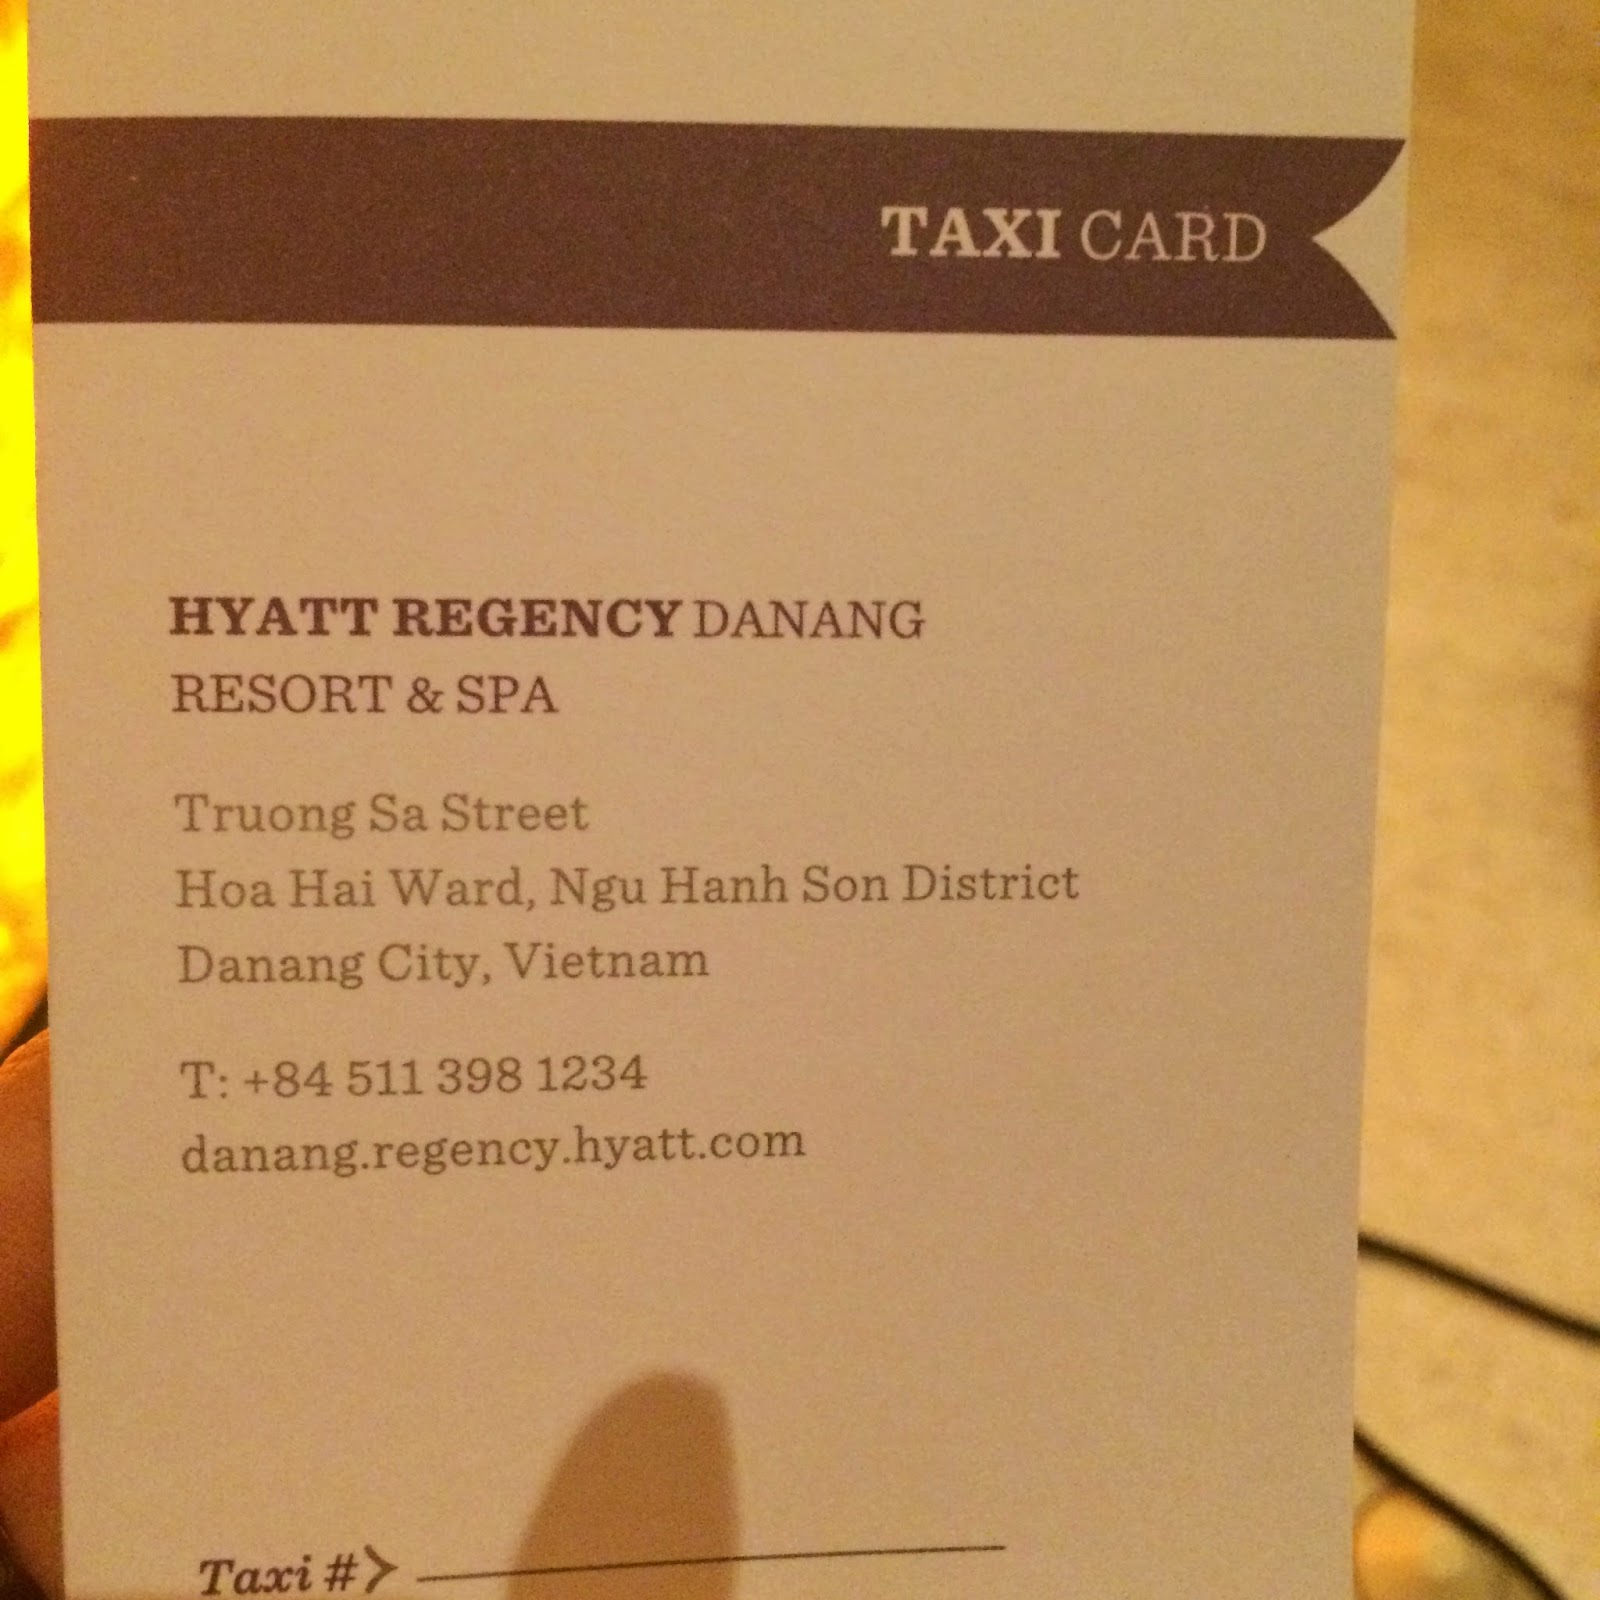 TAXI CARD
HYATT REGENCY DANANG
RESORT & SPA
Truong Sa Street
Hoa Hai Ward, Ngu Hanh Son District
Danang City, Vietnam
T: +84 511 398 1234
danang.regency.hyatt.com
Taxi #